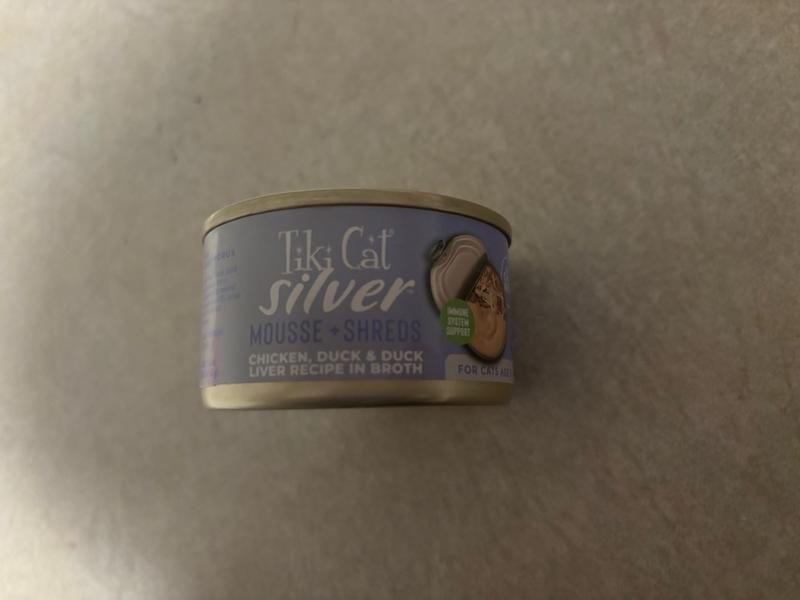 Tiki Cat
silver
MOUSSE + SHREDS
CHICKEN, DUCK & DUCK
LIVER RECIPE IN BROTH
IMMUNE
SYSTEM
SUPPORT
FOR CATS AGE